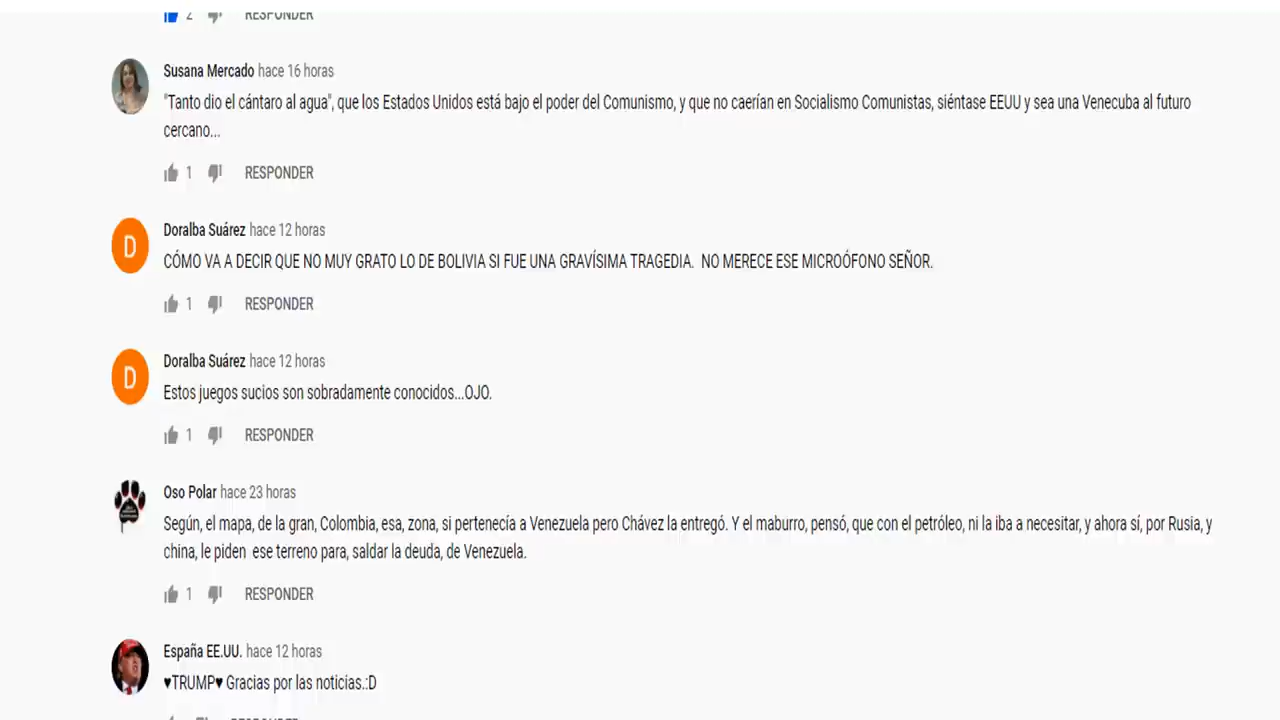 2 RESPONDER
Susana Mercado hace 16 horas
"Tanto dio el cántaro al agua", que los Estados Unidos está bajo el poder del Comunismo, y que no caerían en Socialismo Comunistas, siéntase EEUU y sea una Venecuba al futuro
cercano...
1 RESPONDER
D
Doralba Suárez hace 12 horas
CÓMO VA A DECIR QUE NO MUY GRATO LO DE BOLIVIA SI FUE UNA GRAVÍSIMA TRAGEDIA. NO MERECE ESE MICROÓFONO SEÑOR.
1 RESPONDER
D
Doralba Suárez hace 12 horas
Estos juegos sucios son sobradamente conocidos...OJO.
1 RESPONDER
Oso Polar hace 23 horas
Según, el mapa, de la gran, Colombia, esa, zona, si pertenecía a Venezuela pero Chávez la entregó. Y el maburro, pensó, que con el petróleo, ni la iba a necesitar, y ahora sí, por Rusia, y
china, le piden ese terreno para, saldar la deuda, de Venezuela.
1 RESPONDER
España EE.UU. hace 12 horas
♥TRUMP♥ Gracias por las noticias.:D
RESPONDER